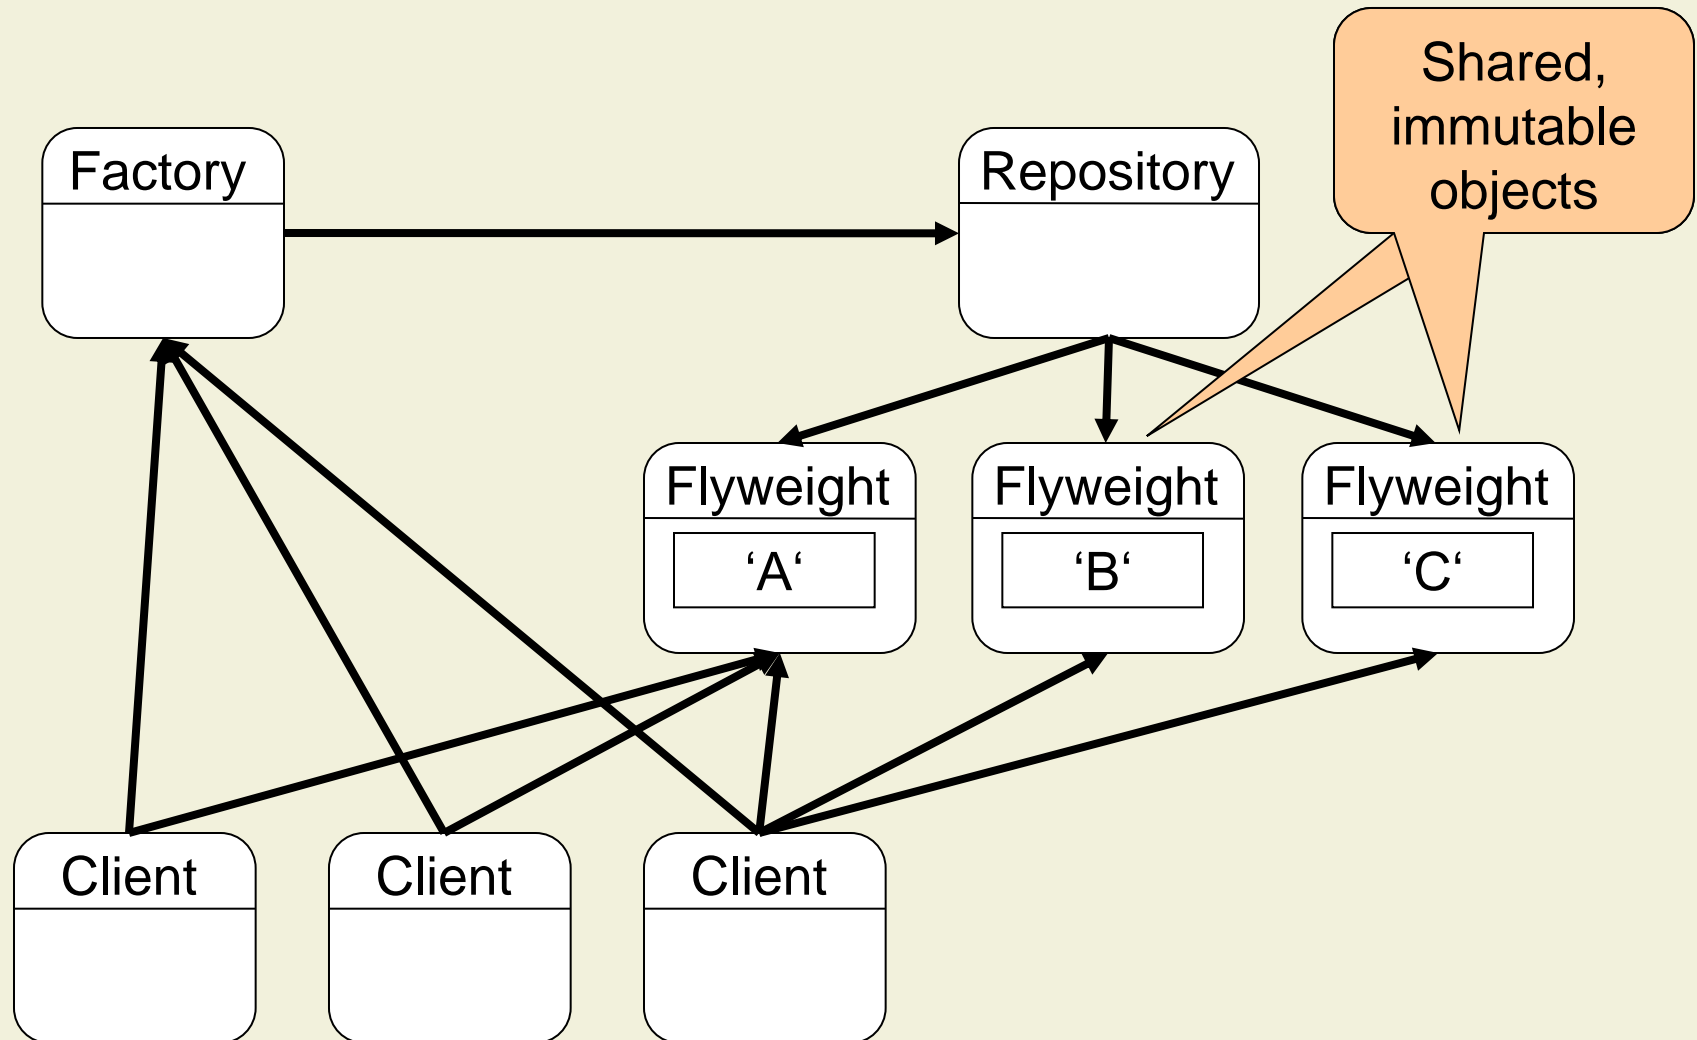 Shared,
immutable
objects
Factory
Repository
Flyweight
Flyweight
Flyweight
‘A‘
‘B‘
‘C‘
Client
Client
Client